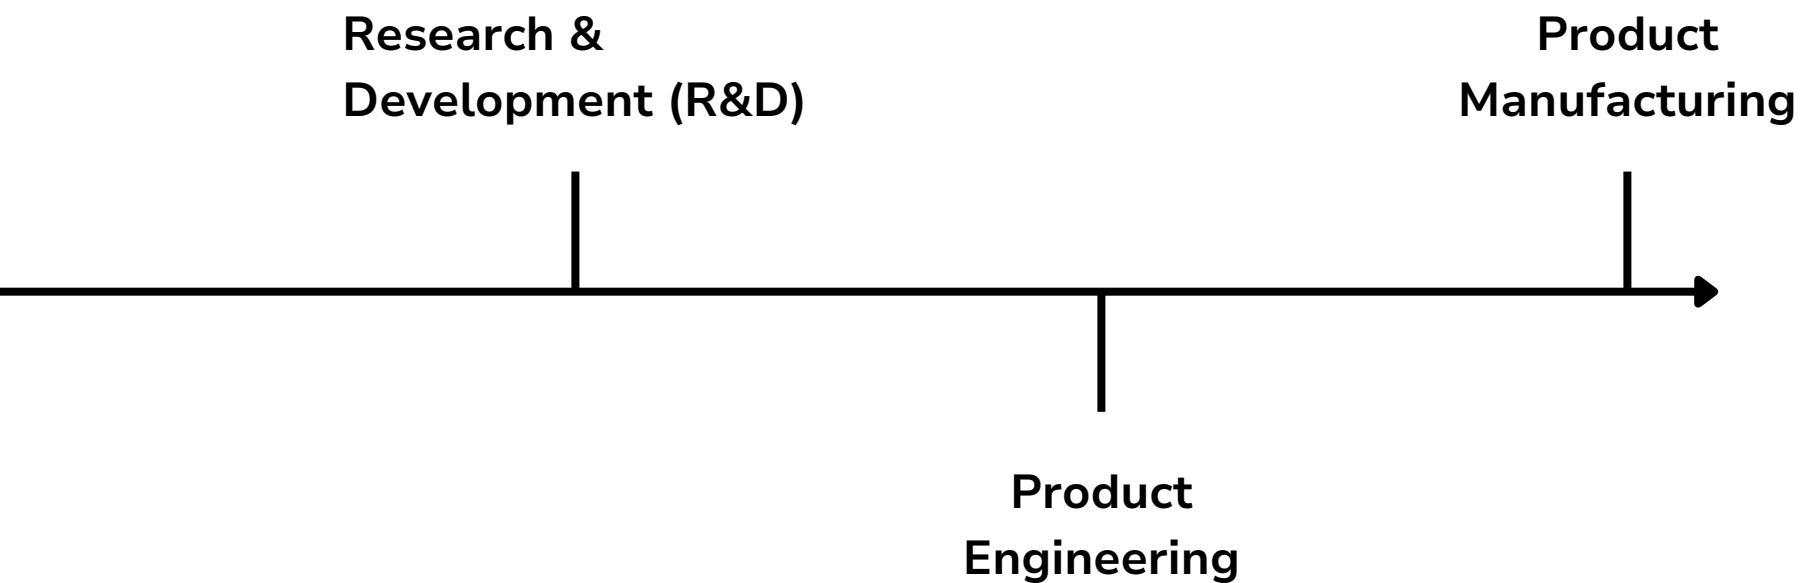 Research &
Development (R&D)
Product
Manufacturing
Product
Engineering